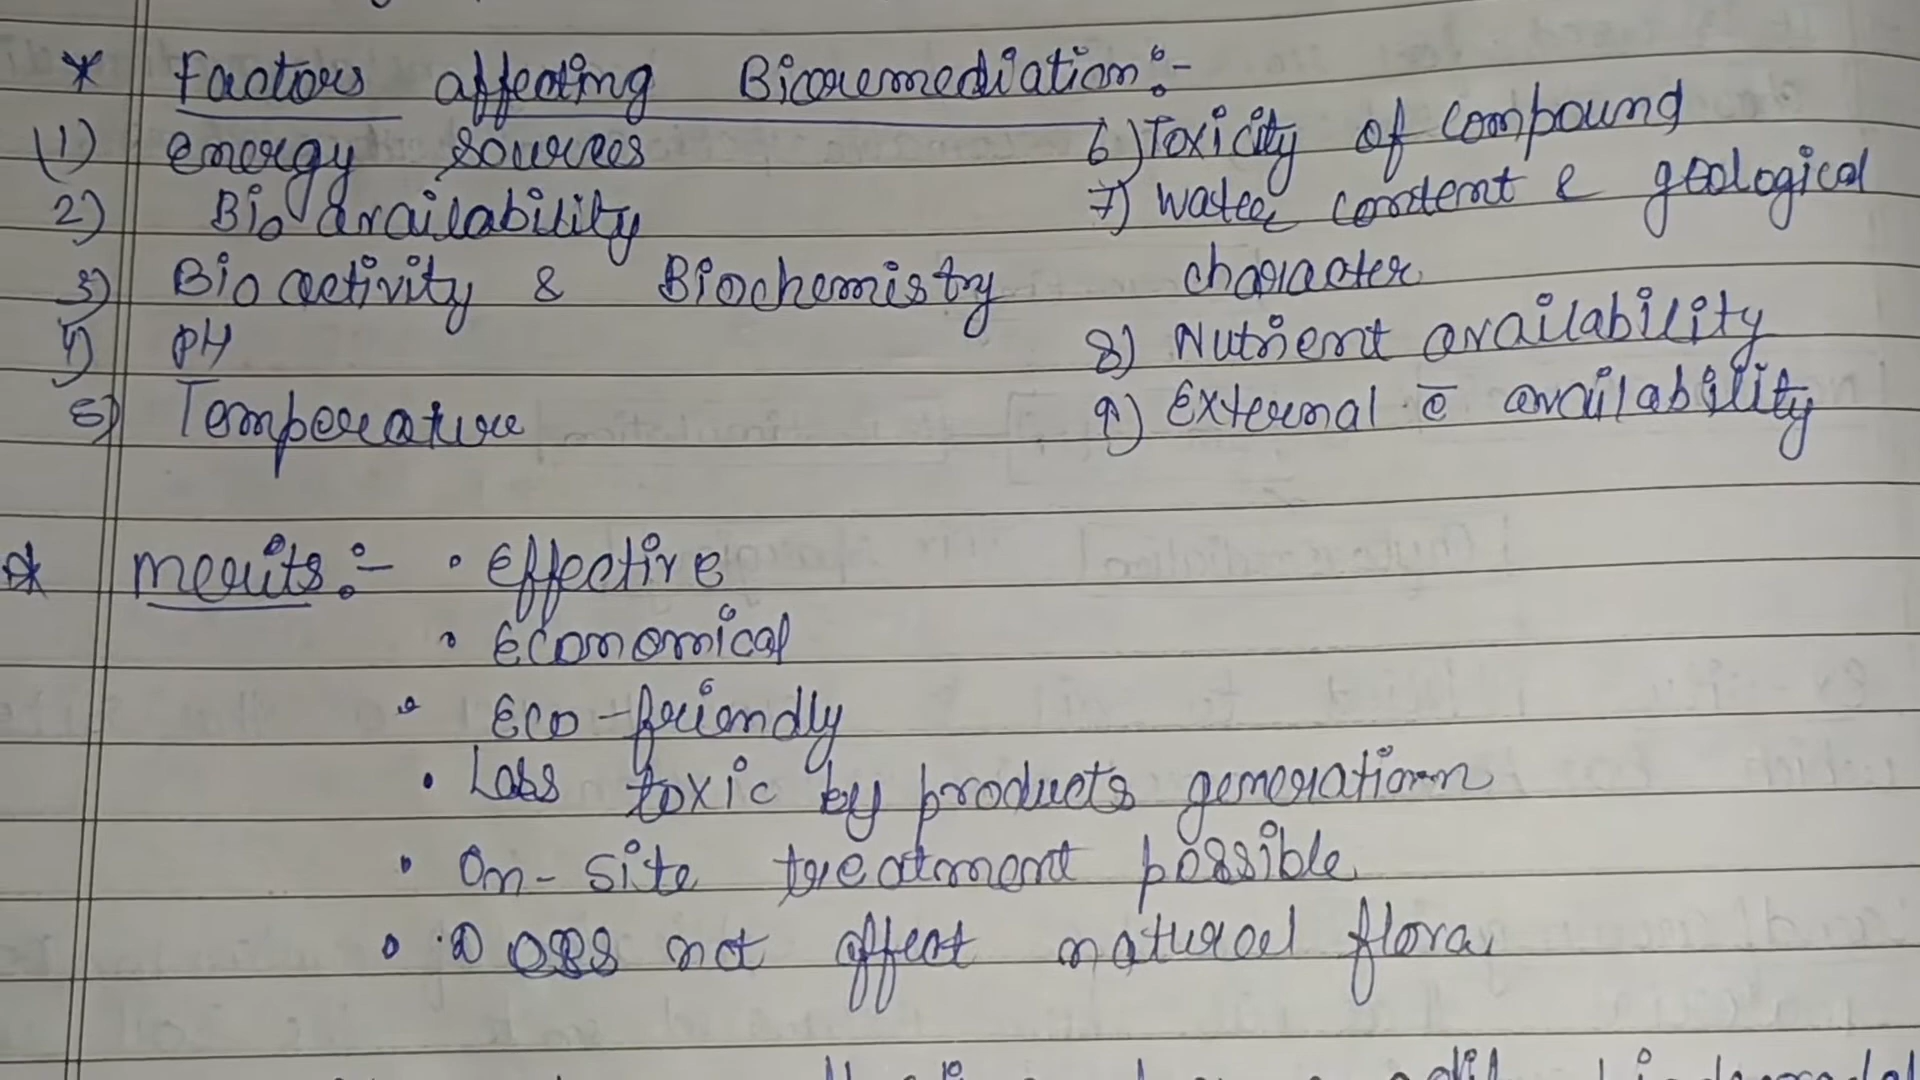 * Factors affecting Bioremediation:-
(1) energy sources
2) Bio availability
3) Bio activity & Biochemistry
4) pH
5) Temperature
6) Toxicity of compound
7) Water content & geological
character
8) Nutrient availability
9) External ē availability
* merits:- • Effective
• Economical
• Eco-friendly
• Less toxic by products generation
• On-site treatment possible
• Does not affect natural flora